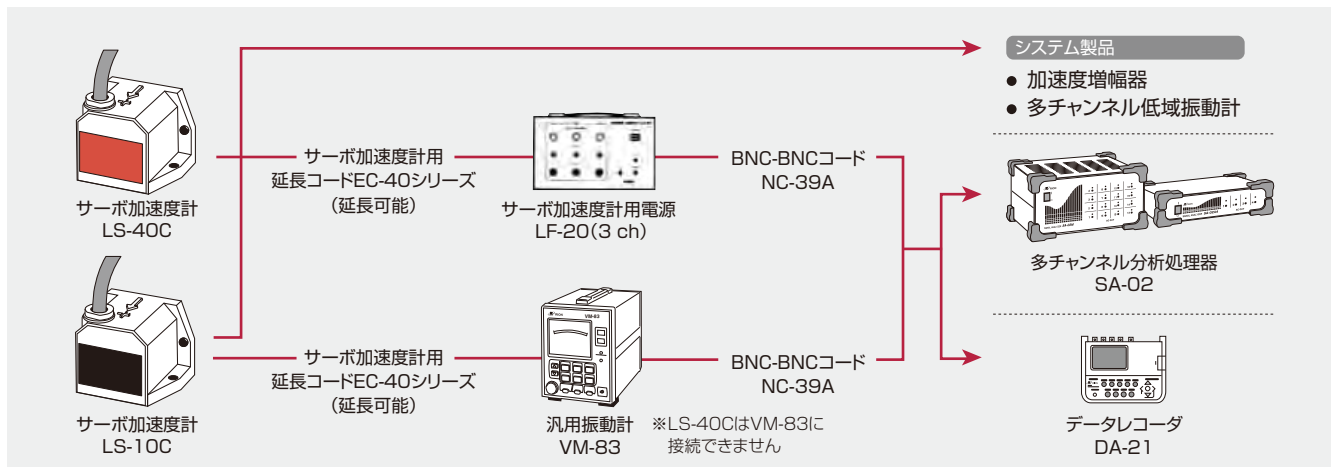 サーボ加速度計
LS-40C
サーボ加速度計用
延長コードEC-40シリーズ
(延長可能)
サーボ加速度計用電源
LF-20(3 ch)
BNC-BNCコード
NC-39A
システム製品
● 加速度増幅器
● 多チャンネル低域振動計
多チャンネル分析処理器
SA-02
サーボ加速度計
LS-10C
サーボ加速度計用
延長コードEC-40シリーズ
(延長可能)
VM-83
汎用振動計
VM-83
※LS-40CはVM-83に
接続できません
BNC-BNCコード
NC-39A
データレコーダ
DA-21